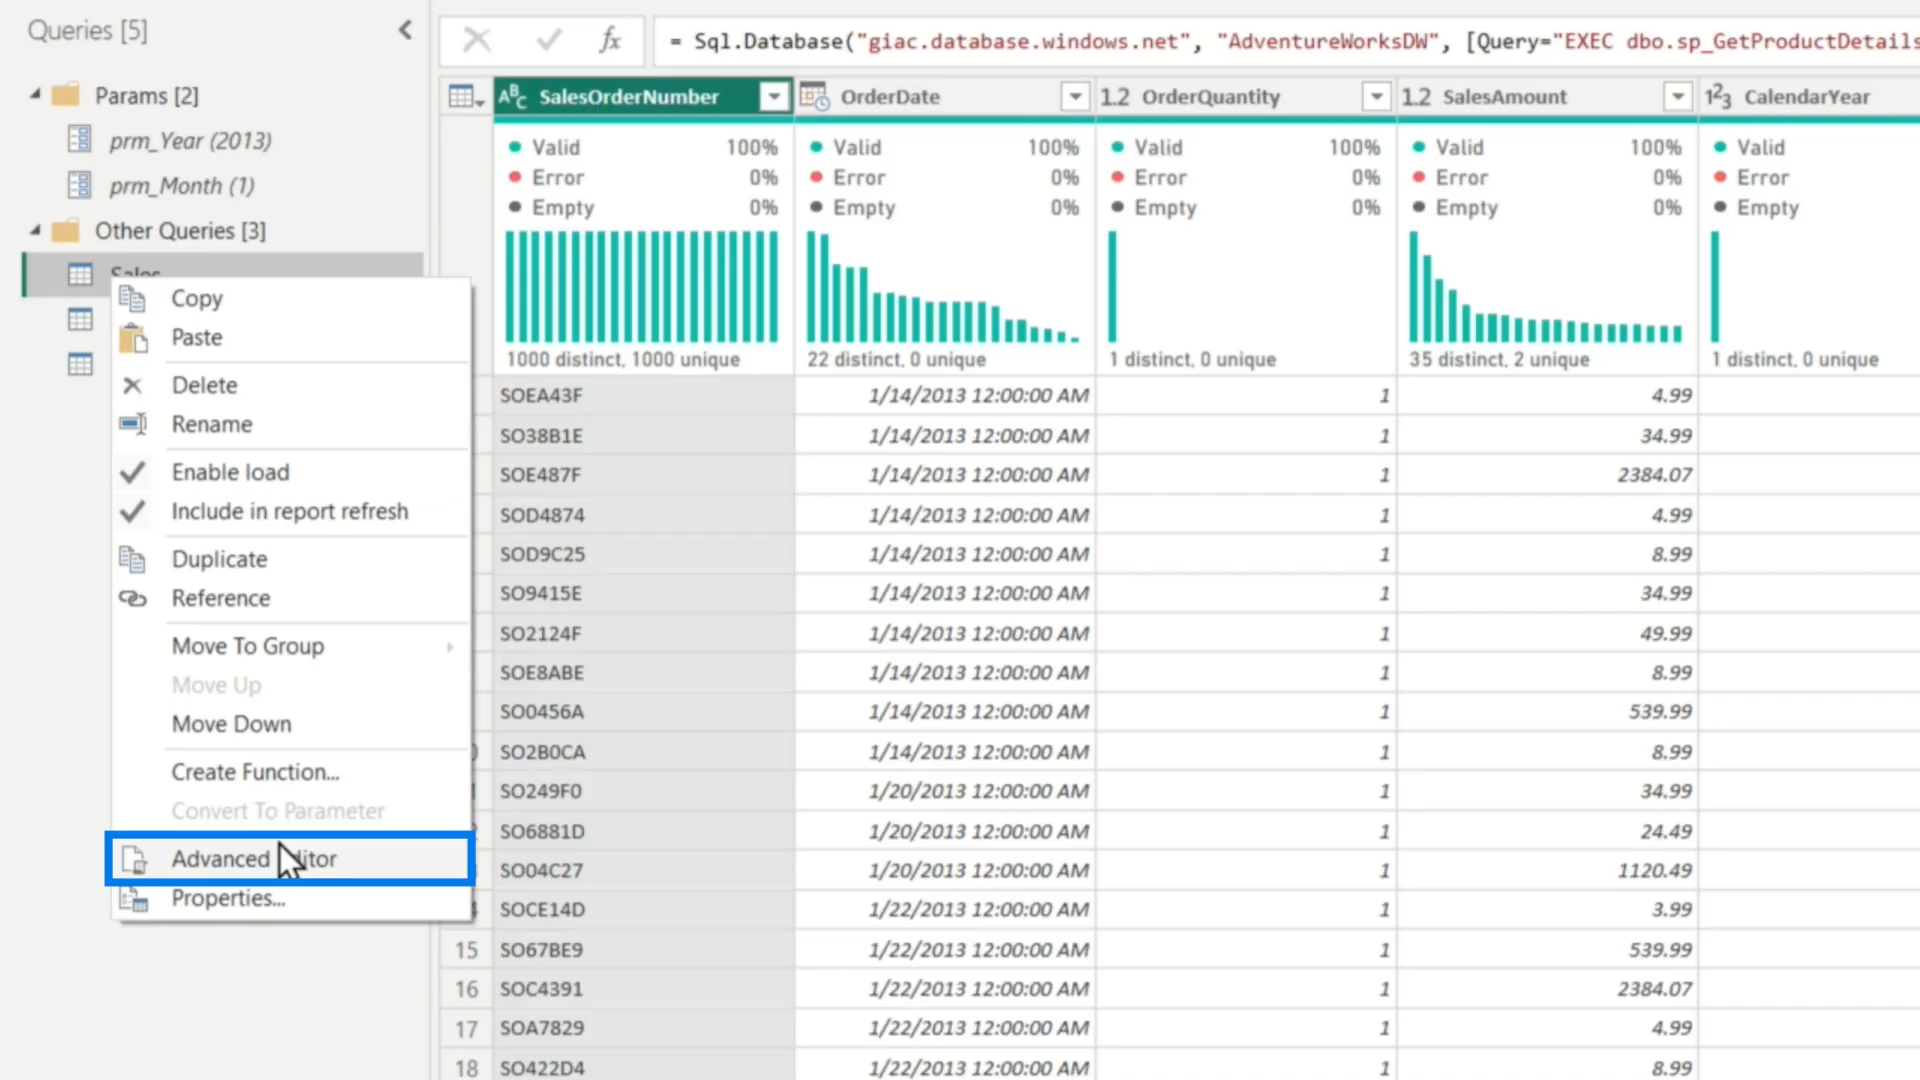 Queries [5]
= Sql.Database("giac.database.windows.net", "AdventureWorksDW", [Query="EXEC dbo.sp_GetProductDetails
Params [2]
prm_Year (2013)
prm_Month (1)
Other Queries [3]
Sales
Copy
Paste
Delete
Rename
Enable load
Include in report refresh
Duplicate
Reference
Move To Group
Move Up
Move Down
Create Function...
Convert To Parameter
Advanced Editor
Properties...
SalesOrderNumber OrderDate 1.2 OrderQuantity 1.2 SalesAmount 123 CalendarYear
Valid 100% Valid 100% Valid 100% Valid 100% Valid
Error 0% Error 0% Error 0% Error 0% Error
Empty 0% Empty 0% Empty 0% Empty 0% Empty
1000 distinct, 1000 unique 22 distinct, 0 unique 1 distinct, 0 unique 35 distinct, 2 unique 1 distinct, 0 unique
SOEA43F 1/14/2013 12:00:00 AM 1 4.99
SO38B1E 1/14/2013 12:00:00 AM 1 34.99
SOE487F 1/14/2013 12:00:00 AM 1 2384.07
SOD4874 1/14/2013 12:00:00 AM 1 4.99
SOD9C25 1/14/2013 12:00:00 AM 1 8.99
SO9415E 1/14/2013 12:00:00 AM 1 34.99
SO2124F 1/14/2013 12:00:00 AM 1 49.99
SOE8ABE 1/14/2013 12:00:00 AM 1 8.99
SO0456A 1/14/2013 12:00:00 AM 1 539.99
SO2B0CA 1/14/2013 12:00:00 AM 1 8.99
SO249F0 1/20/2013 12:00:00 AM 1 34.99
SO6881D 1/20/2013 12:00:00 AM 1 24.49
SO04C27 1/20/2013 12:00:00 AM 1 1120.49
SOCE14D 1/22/2013 12:00:00 AM 1 3.99
15 SO67BE9 1/22/2013 12:00:00 AM 1 539.99
16 SOC4391 1/22/2013 12:00:00 AM 1 2384.07
17 SOA7829 1/22/2013 12:00:00 AM 1 4.99
18 SO422D4 1/22/2013 12:00:00 AM 1 8.99